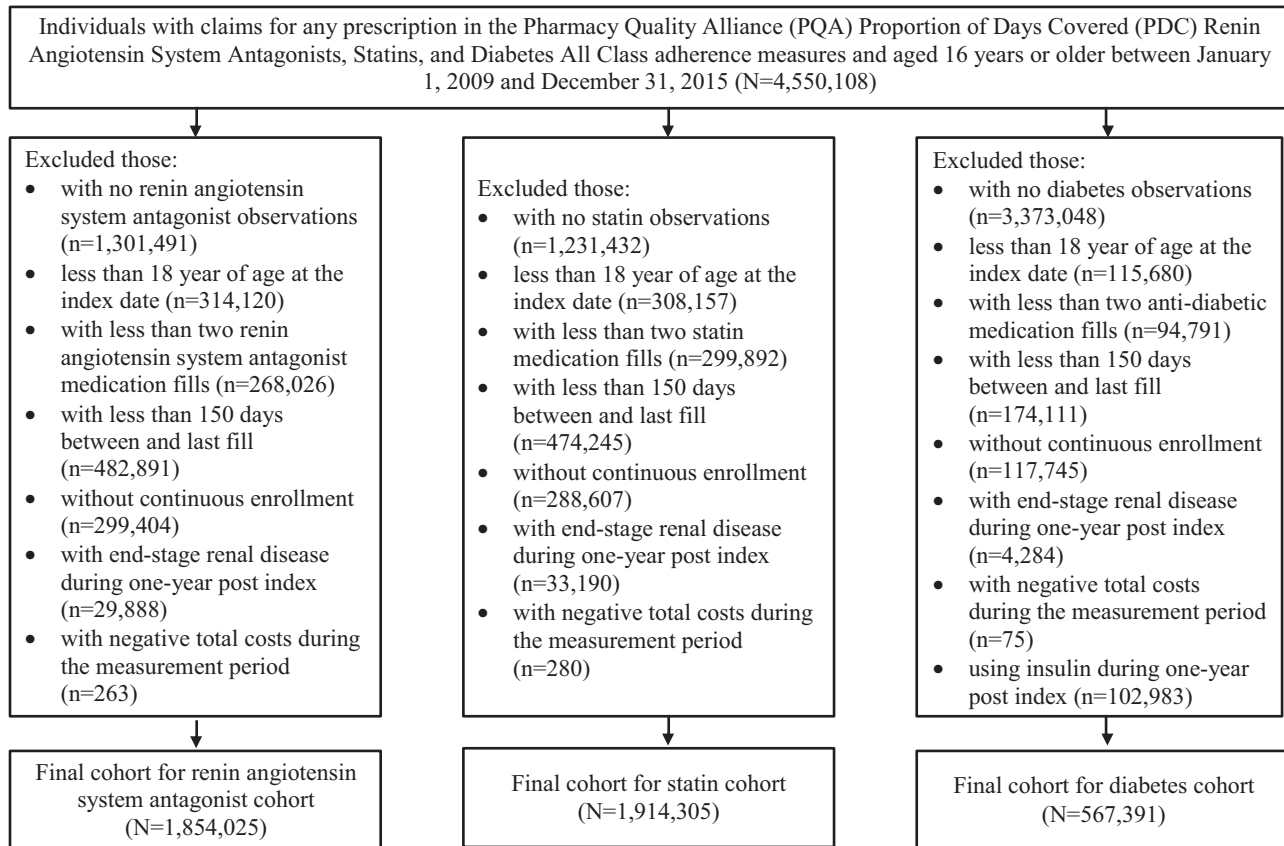 Individuals with claims for any prescription in the Pharmacy Quality Alliance (PQA) Proportion of Days Covered (PDC) Renin
Angiotensin System Antagonists, Statins, and Diabetes All Class adherence measures and aged 16 years or older between January
1, 2009 and December 31, 2015 (N=4,550,108)
Excluded those:
• with no renin angiotensin
system antagonist observations
(n=1,301,491)
• less than 18 year of age at the
index date (n=314,120)
• with less than two renin
angiotensin system antagonist
medication fills (n=268,026)
• with less than 150 days
between and last fill
(n=482,891)
• without continuous enrollment
(n=299,404)
• with end-stage renal disease
during one-year post index
(n=29,888)
• with negative total costs during
the measurement period
(n=263)
Excluded those:
• with no statin observations
(n=1,231,432)
• less than 18 year of age at the
index date (n=308,157)
• with less than two statin
medication fills (n=299,892)
• with less than 150 days
between and last fill
(n=474,245)
• without continuous enrollment
(n=288,607)
• with end-stage renal disease
during one-year post index
(n=33,190)
• with negative total costs during
the measurement period
(n=280)
Excluded those:
• with no diabetes observations
(n=3,373,048)
• less than 18 year of age at the
index date (n=115,680)
• with less than two anti-diabetic
medication fills (n=94,791)
• with less than 150 days
between and last fill
(n=174,111)
• without continuous enrollment
(n=117,745)
• with end-stage renal disease
during one-year post index
(n=4,284)
• with negative total costs
during the measurement period
(n=75)
• using insulin during one-year
post index (n=102,983)
Final cohort for renin angiotensin
system antagonist cohort
(N=1,854,025)
Final cohort for statin cohort
(N=1,914,305)
Final cohort for diabetes cohort
(N=567,391)